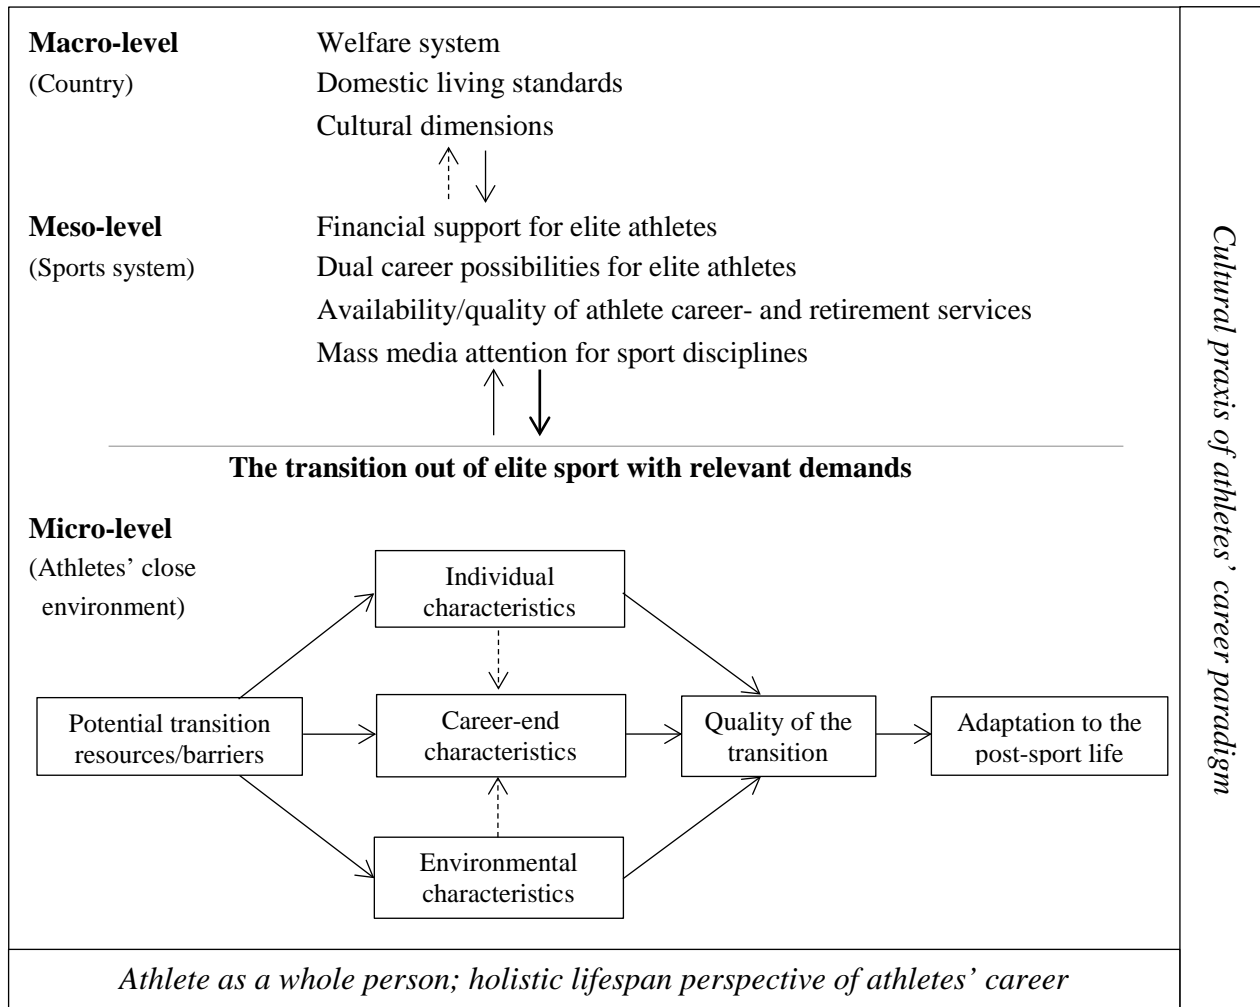 Macro-level
(Country)
Welfare system
Domestic living standards
Cultural dimensions
Meso-level
(Sports system)
Financial support for elite athletes
Dual career possibilities for elite athletes
Availability/quality of athlete career- and retirement services
Mass media attention for sport disciplines
The transition out of elite sport with relevant demands
Micro-level
(Athletes’ close
environment)
Individual
characteristics
Potential transition
resources/barriers
Career-end
characteristics
Quality of the
transition
Adaptation to the
post-sport life
Environmental
characteristics
Cultural praxis of athletes’ career paradigm
Athlete as a whole person; holistic lifespan perspective of athletes’ career